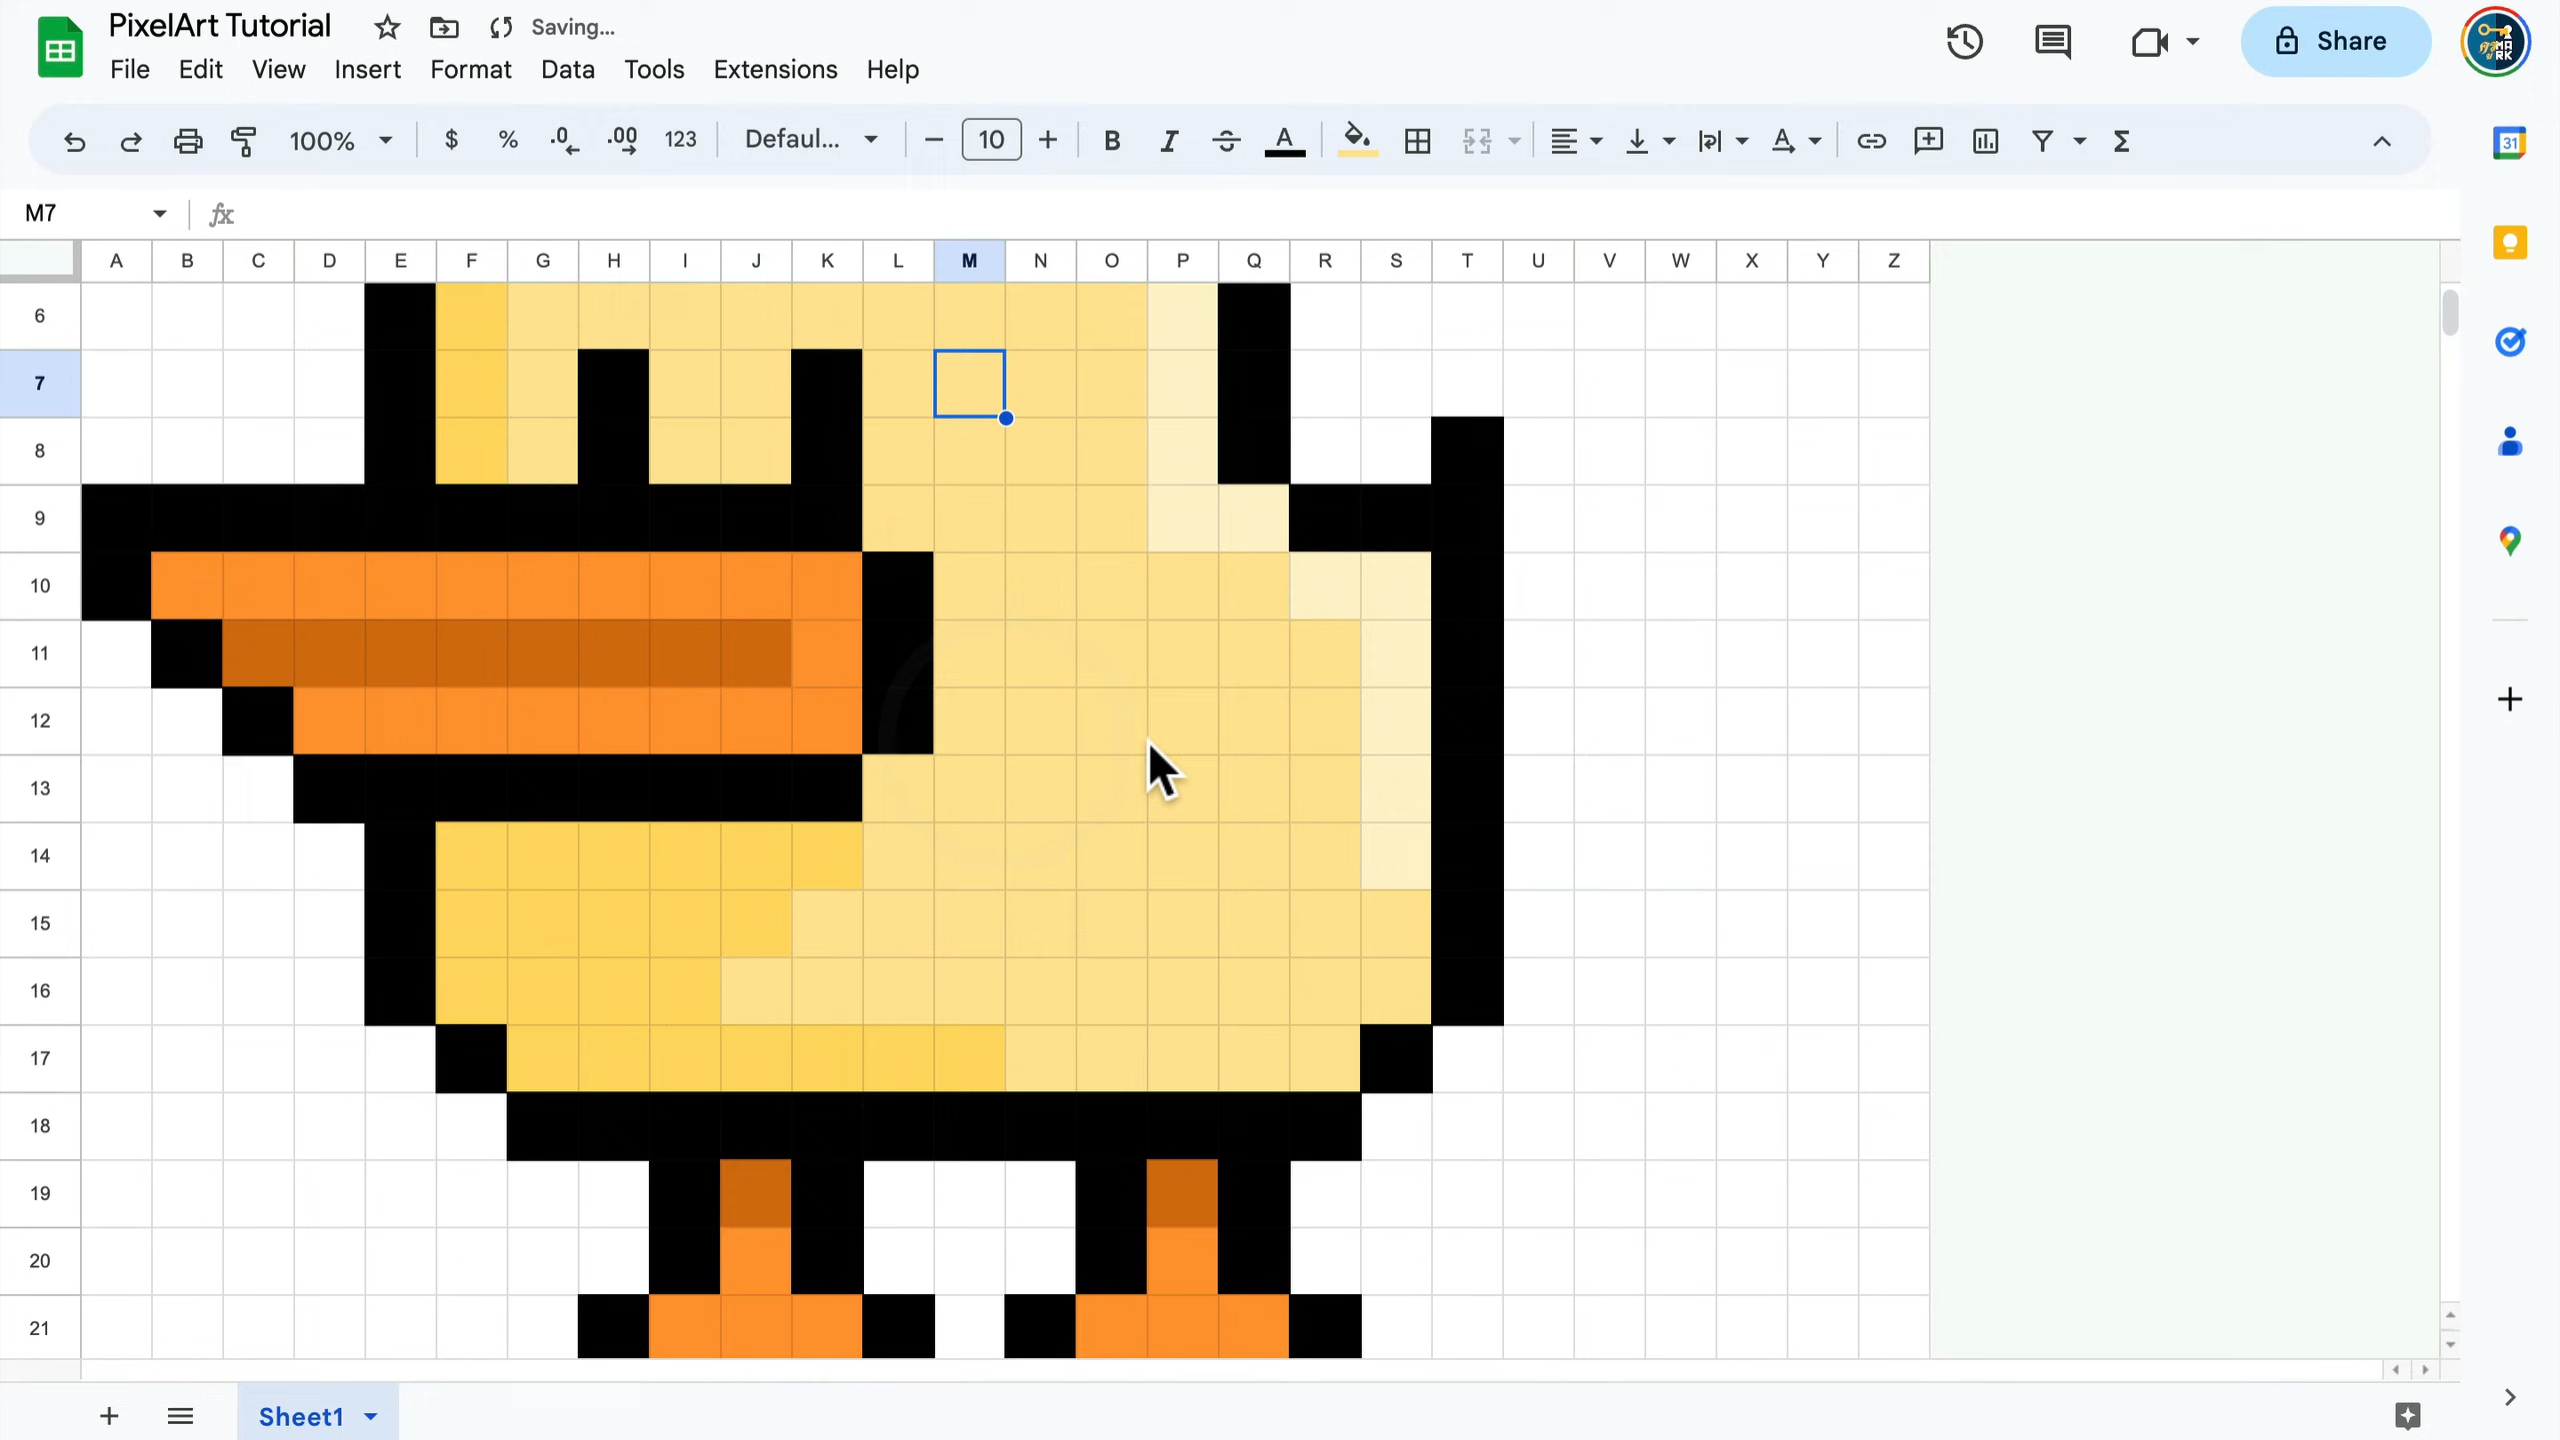 PixelArt Tutorial Saving...
File Edit View Insert Format Data Tools Extensions Help
Share
100% $ % .0 .00 123 Defaul... 10 B I S A A Σ
31
M7 fx
A B C D E F G H I J K L M N O P Q R S T U V W X Y Z
6
7
8
9
10
11
12
13
14
15
16
17
18
19
20
21
Sheet1